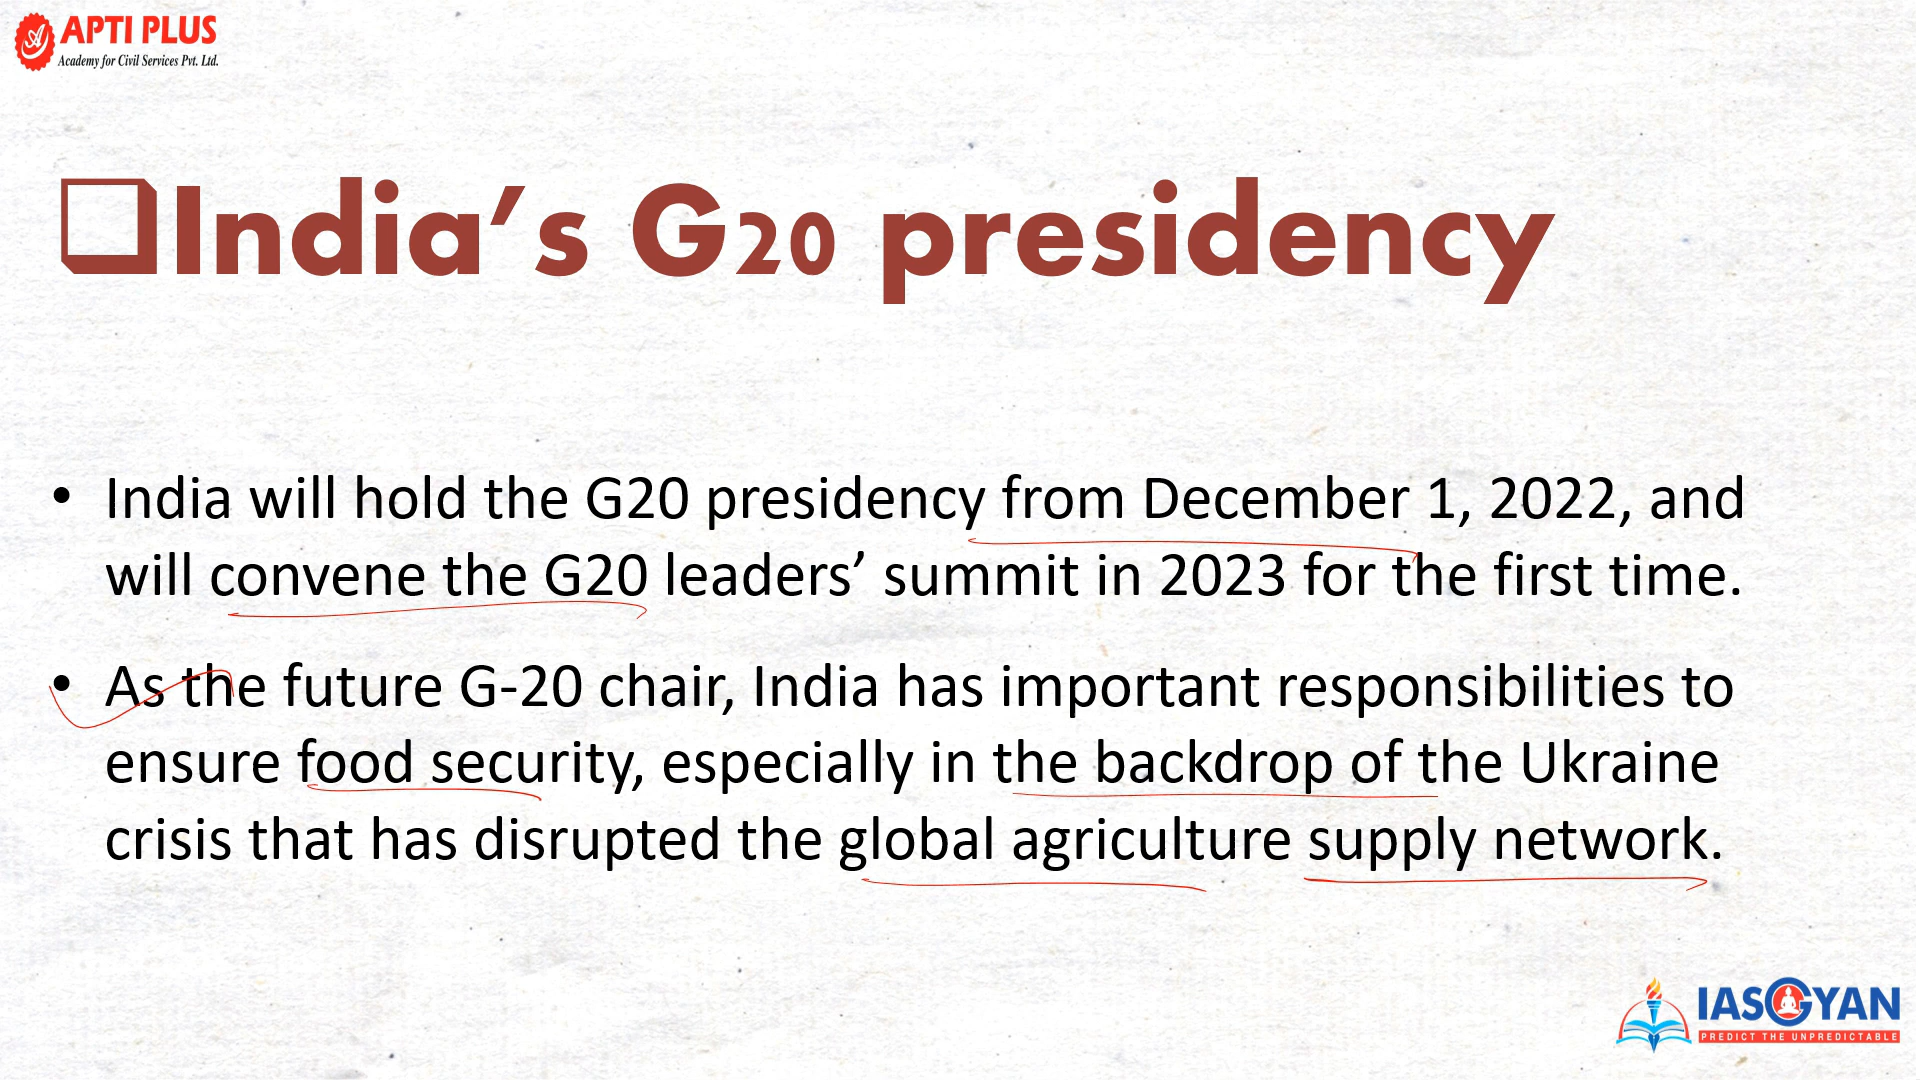 APTI PLUS
Academy for Civil Services Pvt. Ltd.
❑India’s G20 presidency
• India will hold the G20 presidency from December 1, 2022, and
will convene the G20 leaders’ summit in 2023 for the first time.
• As the future G-20 chair, India has important responsibilities to
ensure food security, especially in the backdrop of the Ukraine
crisis that has disrupted the global agriculture supply network.
IASGYAN
PREDICT THE UNPREDICTABLE